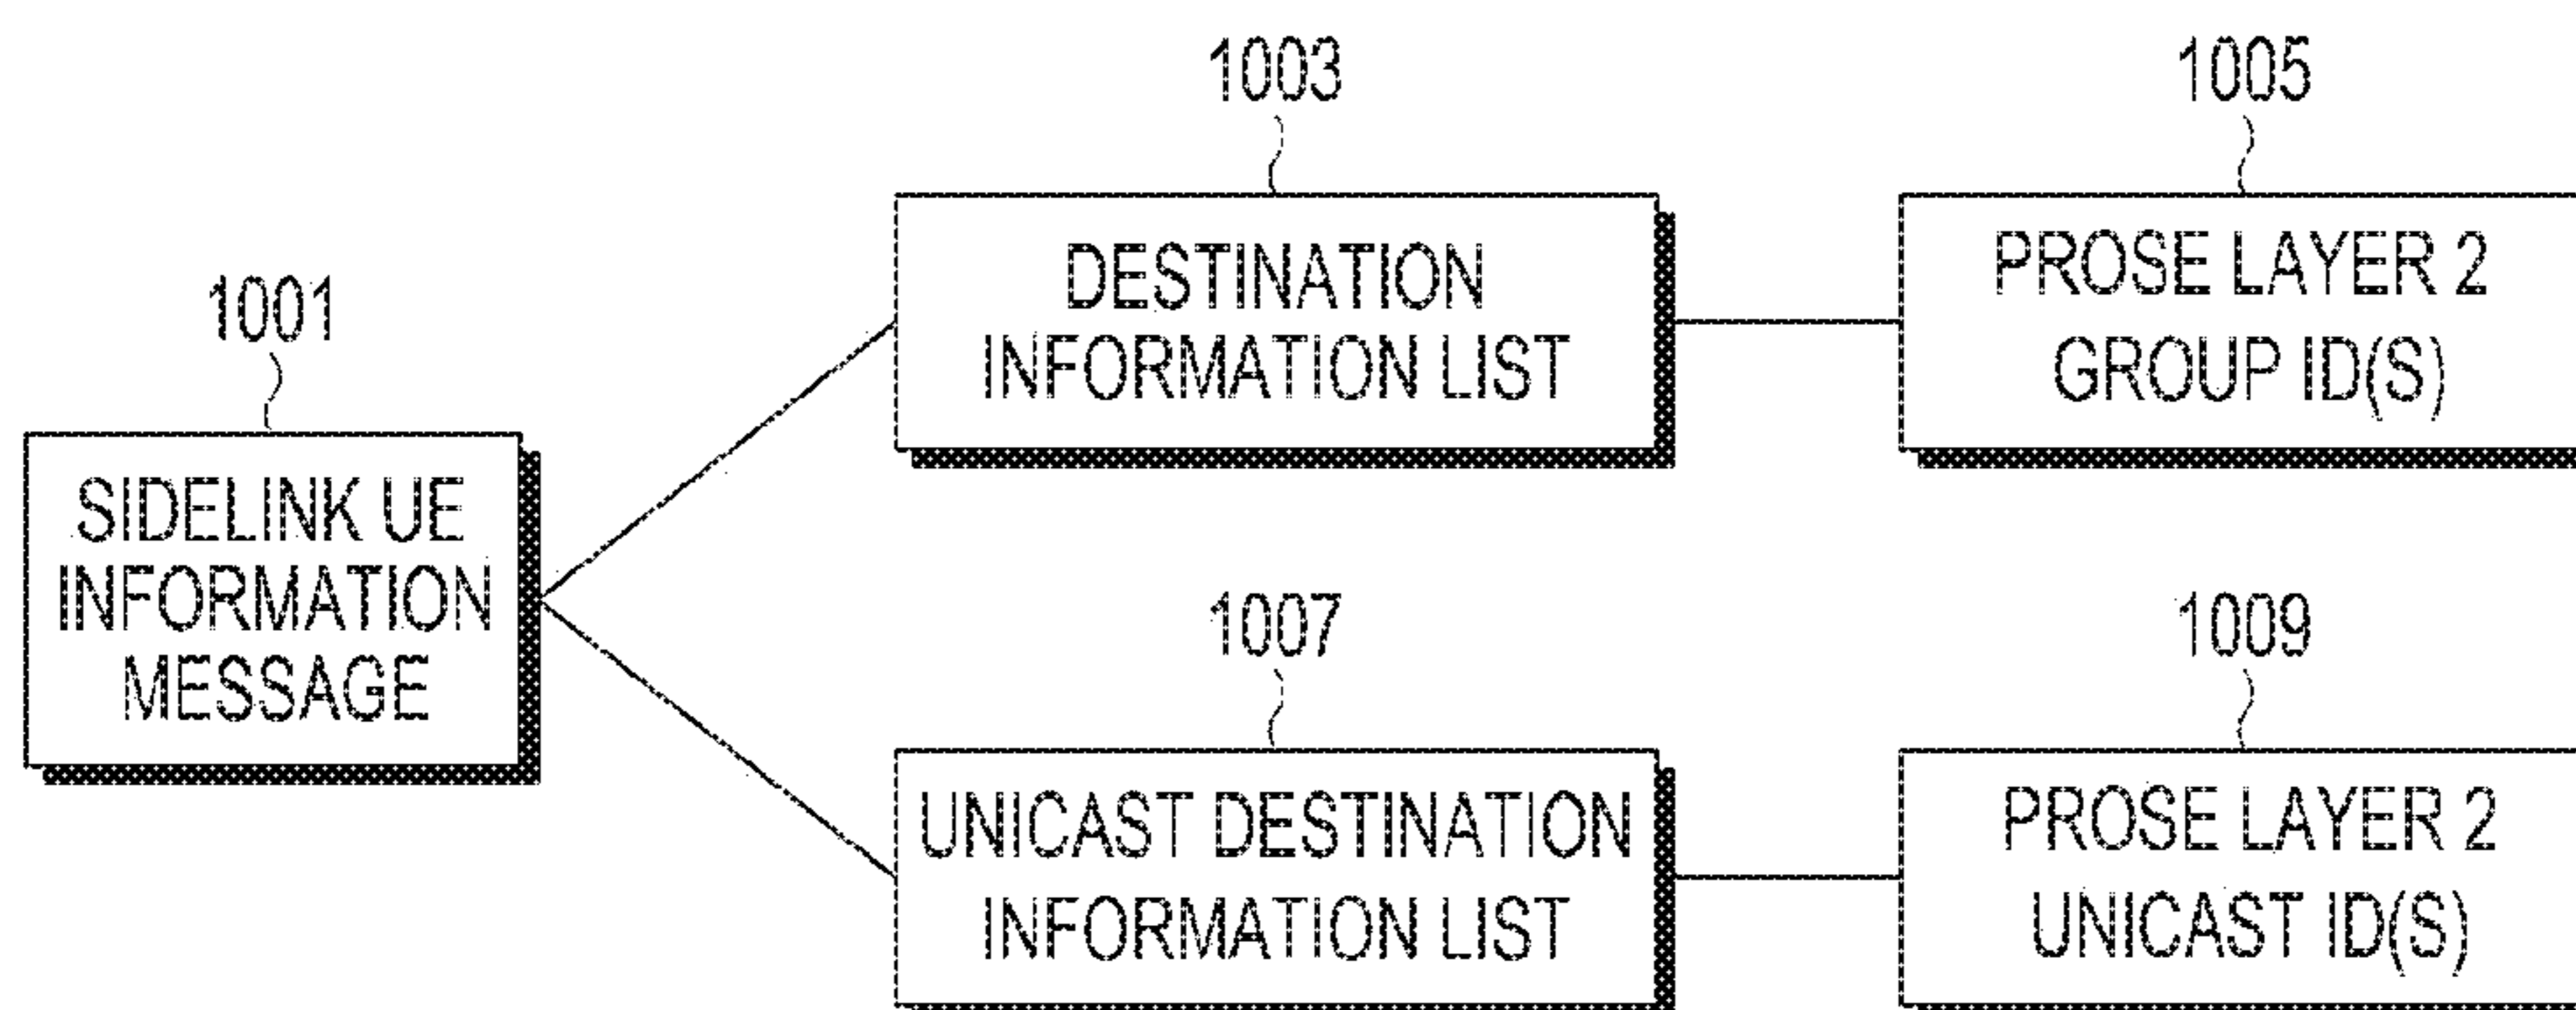 1001
SIDELINK UE
INFORMATION
MESSAGE
1003
DESTINATION
INFORMATION LIST
1005
PROSE LAYER 2
GROUP ID(S)
1007
UNICAST DESTINATION
INFORMATION LIST
1009
PROSE LAYER 2
UNICAST ID(S)